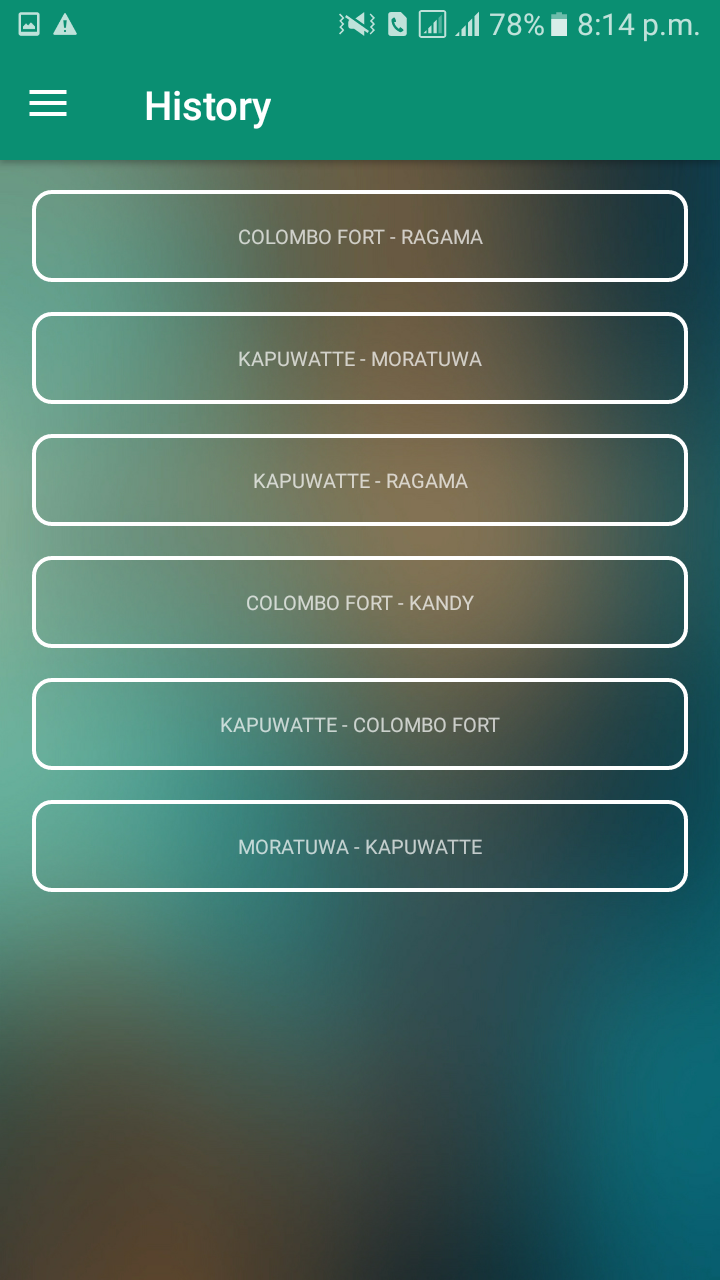 78% 8:14 p.m.
History
COLOMBO FORT - RAGAMA
KAPUWATTE - MORATUWA
KAPUWATTE - RAGAMA
COLOMBO FORT - KANDY
KAPUWATTE - COLOMBO FORT
MORATUWA - KAPUWATTE